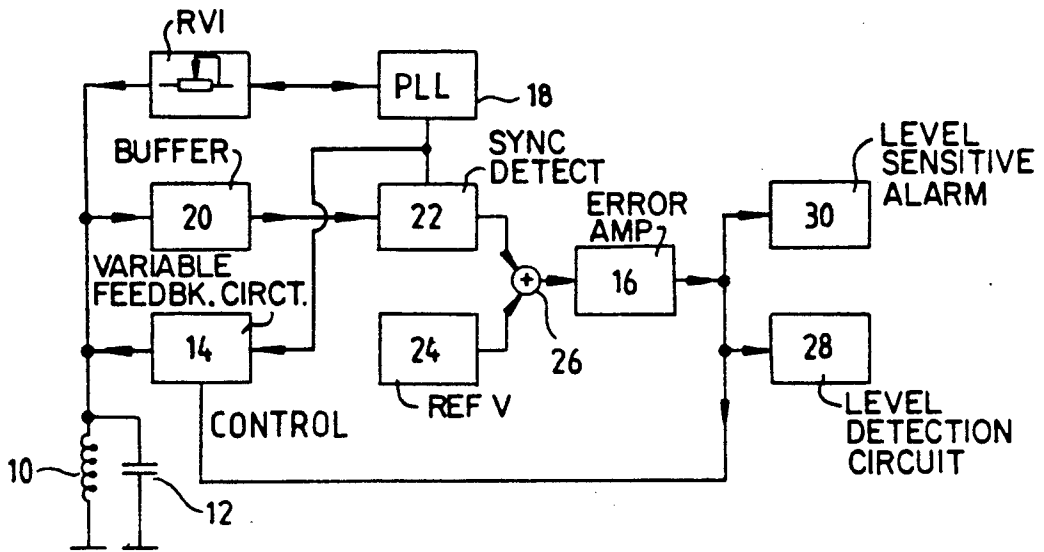 RVI
PLL
18
BUFFER
20
SYNC
DETECT
22
LEVEL
SENSITIVE
ALARM
30
ERROR
AMP
16
VARIABLE
FEEDBK. CIRCT.
14
24
REF V
26
28
LEVEL
DETECTION
CIRCUIT
CONTROL
10
12
+